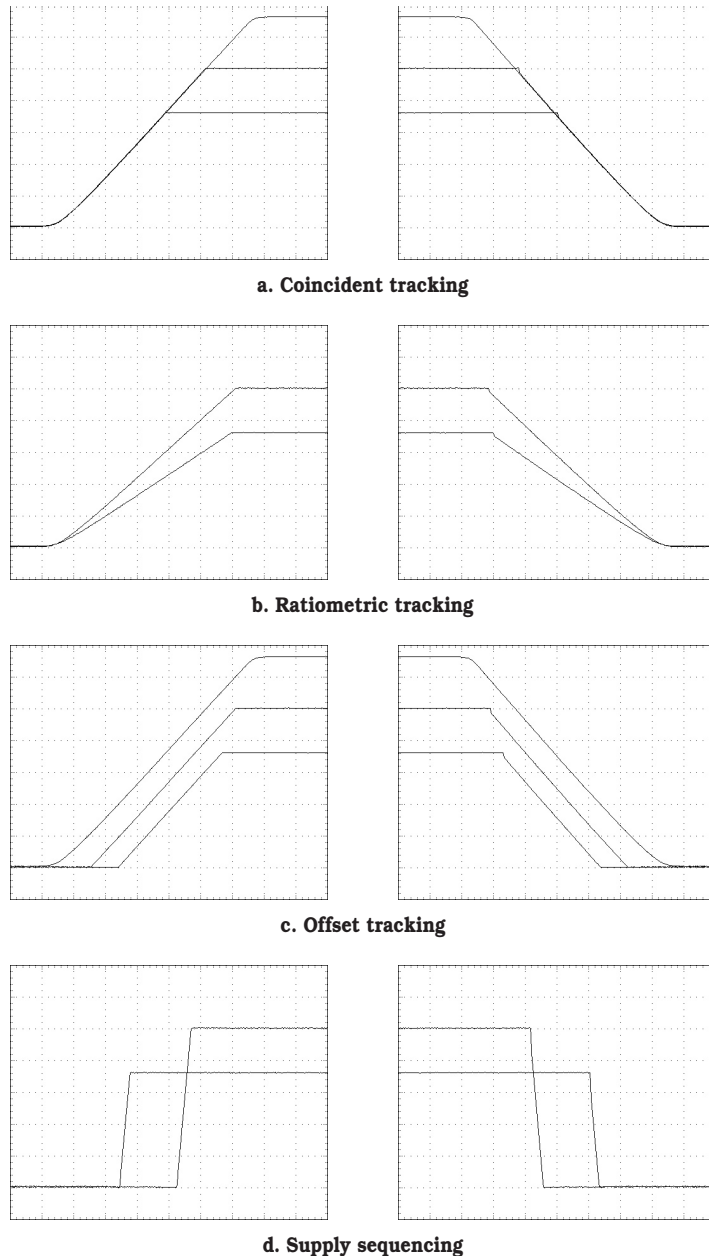 a. Coincident tracking
b. Ratiometric tracking
c. Offset tracking
d. Supply sequencing